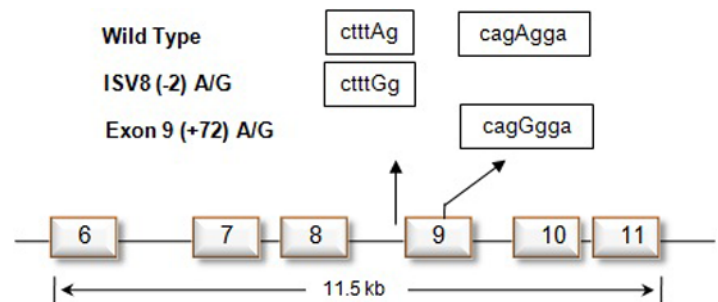 Wild Type ctttAg cagAgga
ISV8 (-2) A/G ctttGg
Exon 9 (+72) A/G cagGgga
6 7 8 9 10 11
11.5 kb